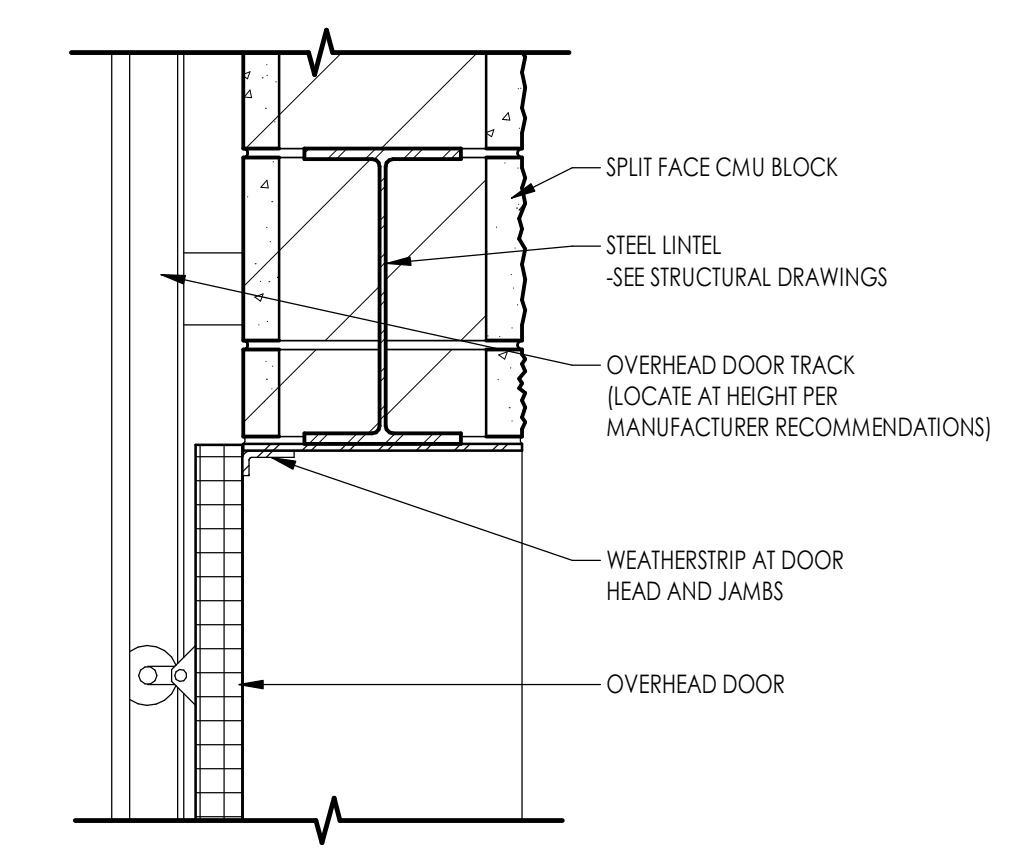 SPLIT FACE CMU BLOCK
STEEL LINTEL
-SEE STRUCTURAL DRAWINGS
OVERHEAD DOOR TRACK
(LOCATE AT HEIGHT PER
MANUFACTURER RECOMMENDATIONS)
WEATHERSTRIP AT DOOR
HEAD AND JAMBS
OVERHEAD DOOR